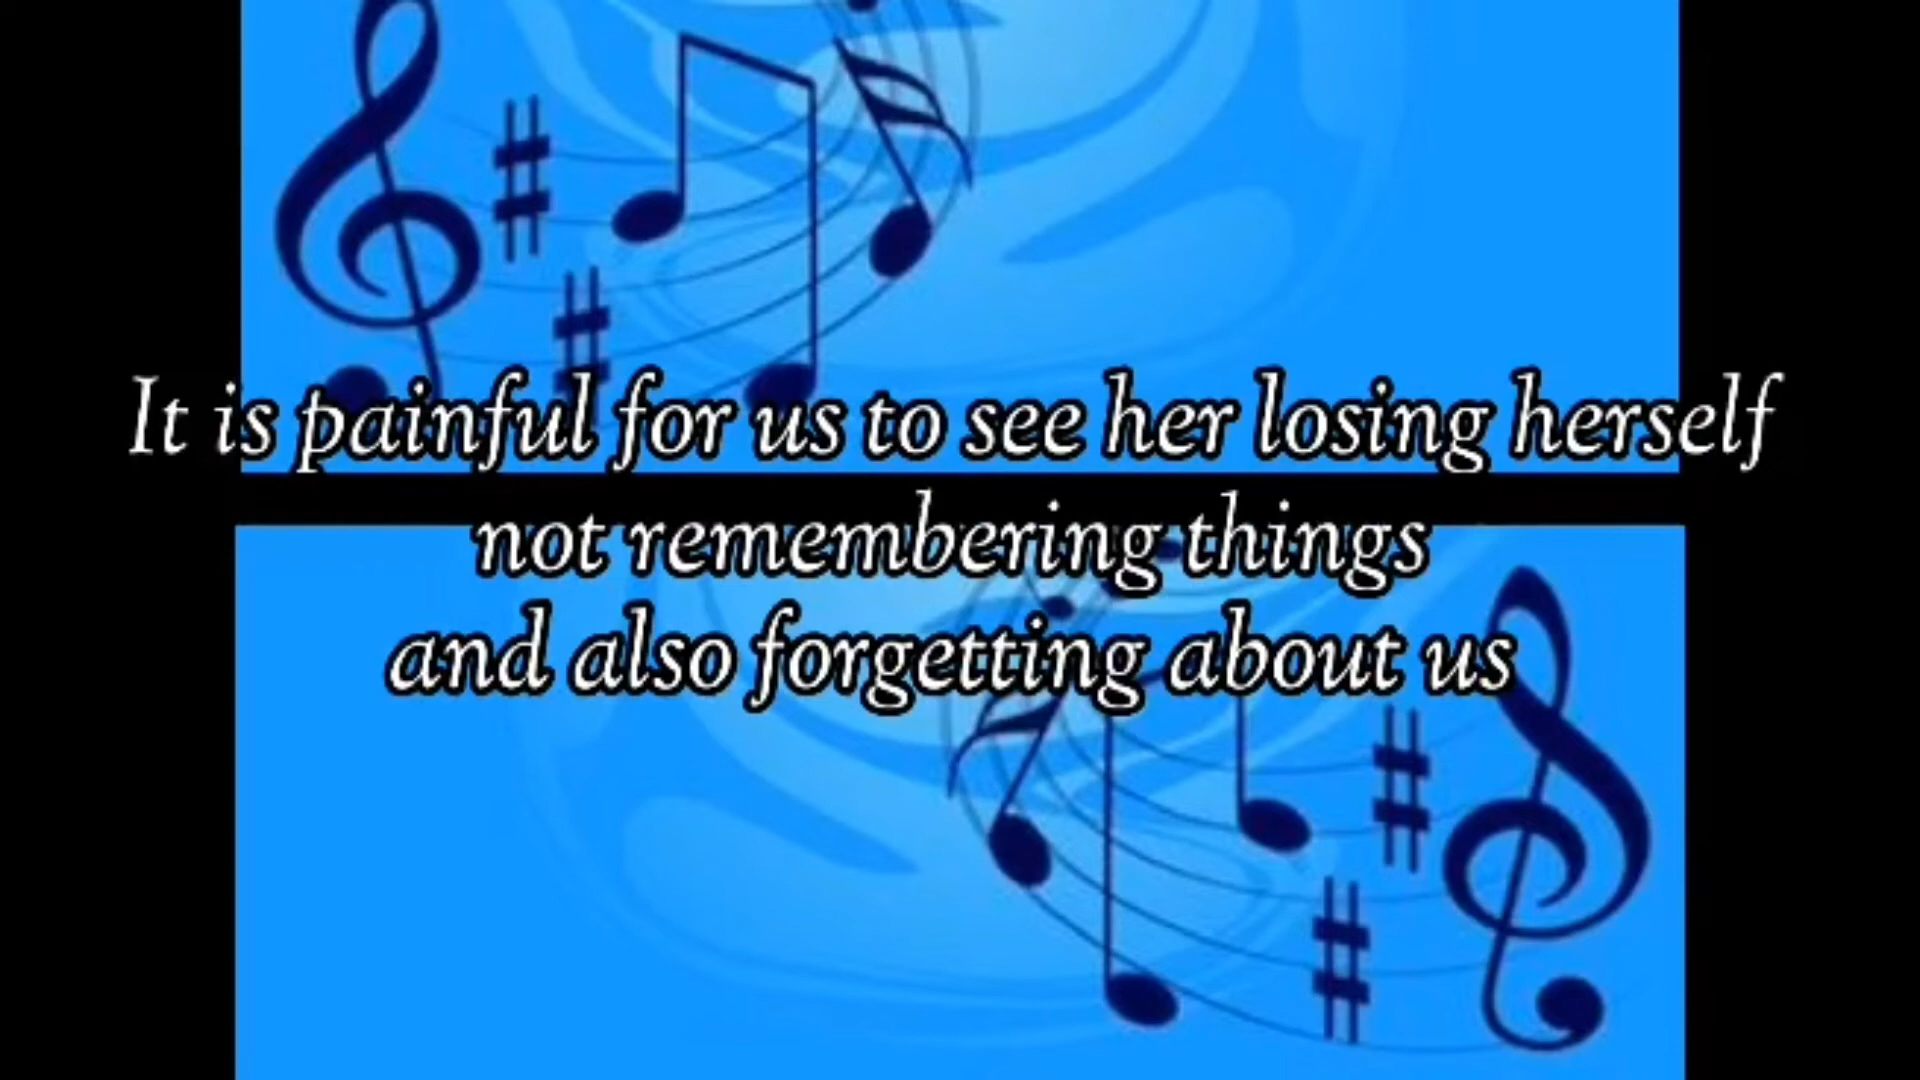 It is painful for us to see her losing herself
not remembering things
and also forgetting about us